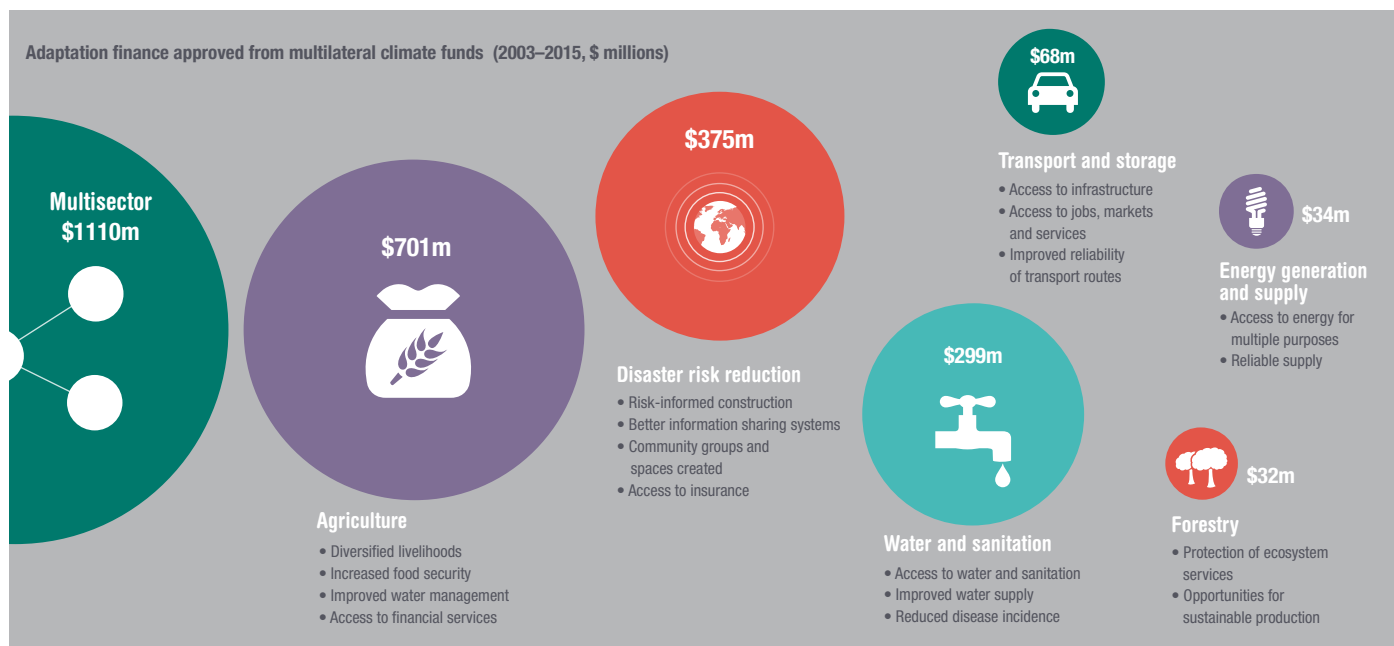 Adaptation finance approved from multilateral climate funds (2003–2015, $ millions)
Multisector
$1110m
$701m
Agriculture
• Diversified livelihoods
• Increased food security
• Improved water management
• Access to financial services
$375m
Disaster risk reduction
• Risk-informed construction
• Better information sharing systems
• Community groups and
spaces created
• Access to insurance
$299m
Water and sanitation
• Access to water and sanitation
• Improved water supply
• Reduced disease incidence
$68m
Transport and storage
• Access to infrastructure
• Access to jobs, markets
and services
• Improved reliability
of transport routes
$34m
Energy generation
and supply
• Access to energy for
multiple purposes
• Reliable supply
$32m
Forestry
• Protection of ecosystem
services
• Opportunities for
sustainable production